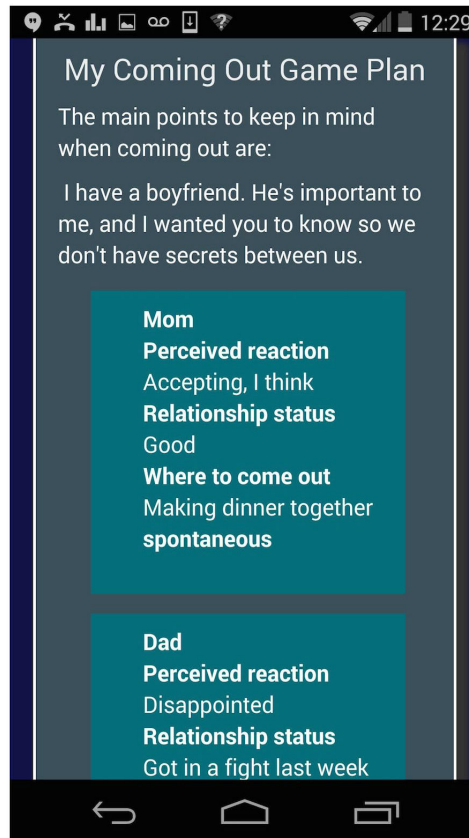 12:29
My Coming Out Game Plan
The main points to keep in mind
when coming out are:
I have a boyfriend. He's important to
me, and I wanted you to know so we
don't have secrets between us.
Mom
Perceived reaction
Accepting, I think
Relationship status
Good
Where to come out
Making dinner together
spontaneous
Dad
Perceived reaction
Disappointed
Relationship status
Got in a fight last week